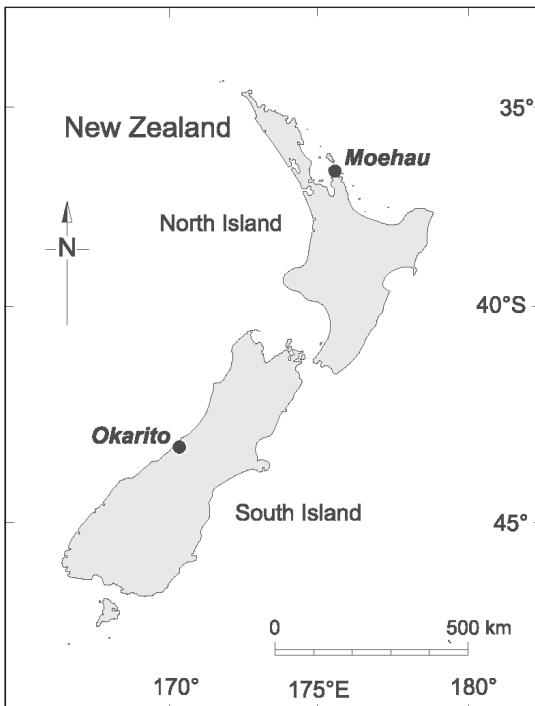 35°
New Zealand
Moehau
North Island
N
40°S
Okarito
South Island
45°
0 500 km
170° 175°E 180°